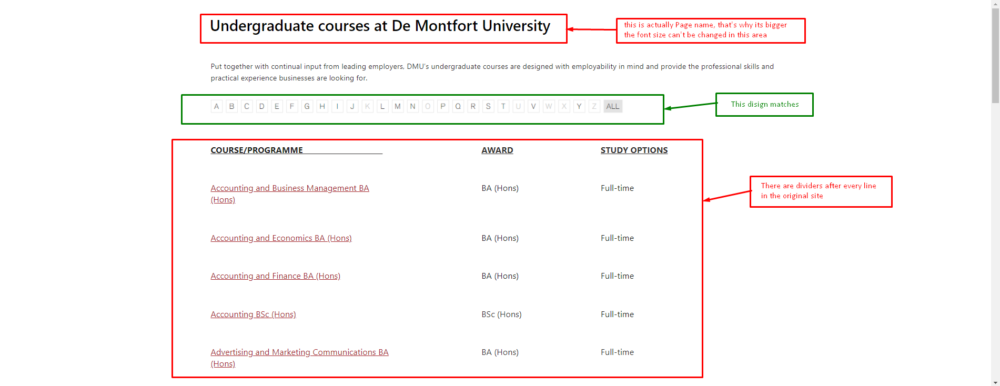 Undergraduate courses at De Montfort University
this is actually Page name, that's why its bigger
the font size can't be changed in this area
Put together with continual input from leading employers, DMU's undergraduate courses are designed with employability in mind and provide the professional skills and
practical experience businesses are looking for.
A B C D E F G H I J K L M N O P Q R S T U V W X Y Z ALL
This disign matches
COURSE/PROGRAMME AWARD STUDY OPTIONS
There are dividers after every line
in the original site
Accounting and Business Management BA BA (Hons) Full-time
(Hons)
Accounting and Economics BA (Hons) BA (Hons) Full-time
Accounting and Finance BA (Hons) BA (Hons) Full-time
Accounting BSc (Hons) BSc (Hons) Full-time
Advertising and Marketing Communications BA BA (Hons) Full-time
(Hons)